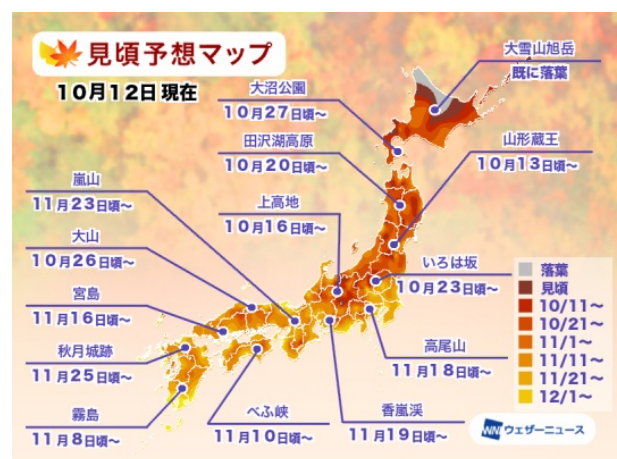 見頃予想マップ
10月12日現在
大雪山旭岳
既に落葉
大沼公園
10月27日頃～
田沢湖高原
10月20日頃～
山形蔵王
10月13日頃～
嵐山
11月23日頃～
上高地
10月16日頃～
大山
10月26日頃～
いろは坂
10月23日頃～
宮島
11月16日頃～
秋月城跡
11月25日頃～
高尾山
11月18日頃～
霧島
11月8日頃～
べふ峡
11月10日頃～
香嵐渓
11月19日頃～
落葉
見頃
10/11～
10/21～
11/1～
11/11～
11/21～
12/1～
WNI ウェザーニュース